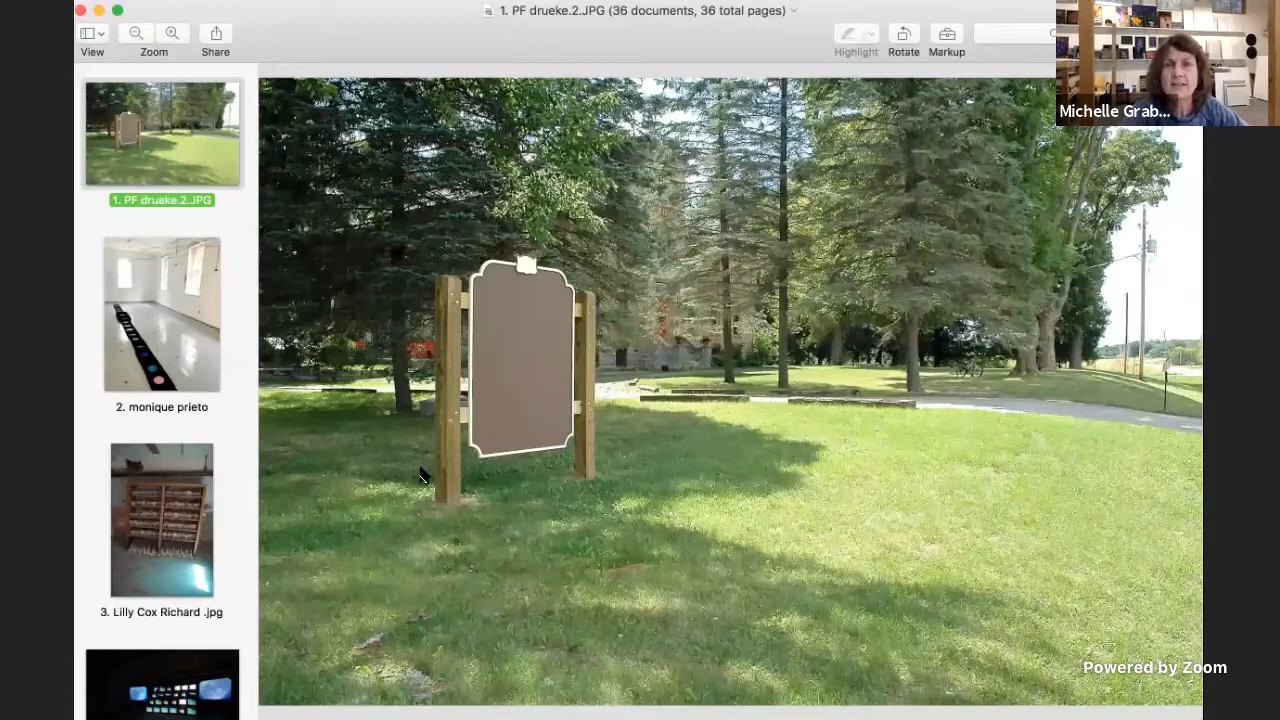 1. PF drueke.2.JPG (36 documents, 36 total pages)
View
Zoom
Share
Highlight
Rotate
Markup
Michelle Grab...
1. PF drueke.2.JPG
2. monique prieto
3. Lilly Cox Richard .jpg
Powered by Zoom